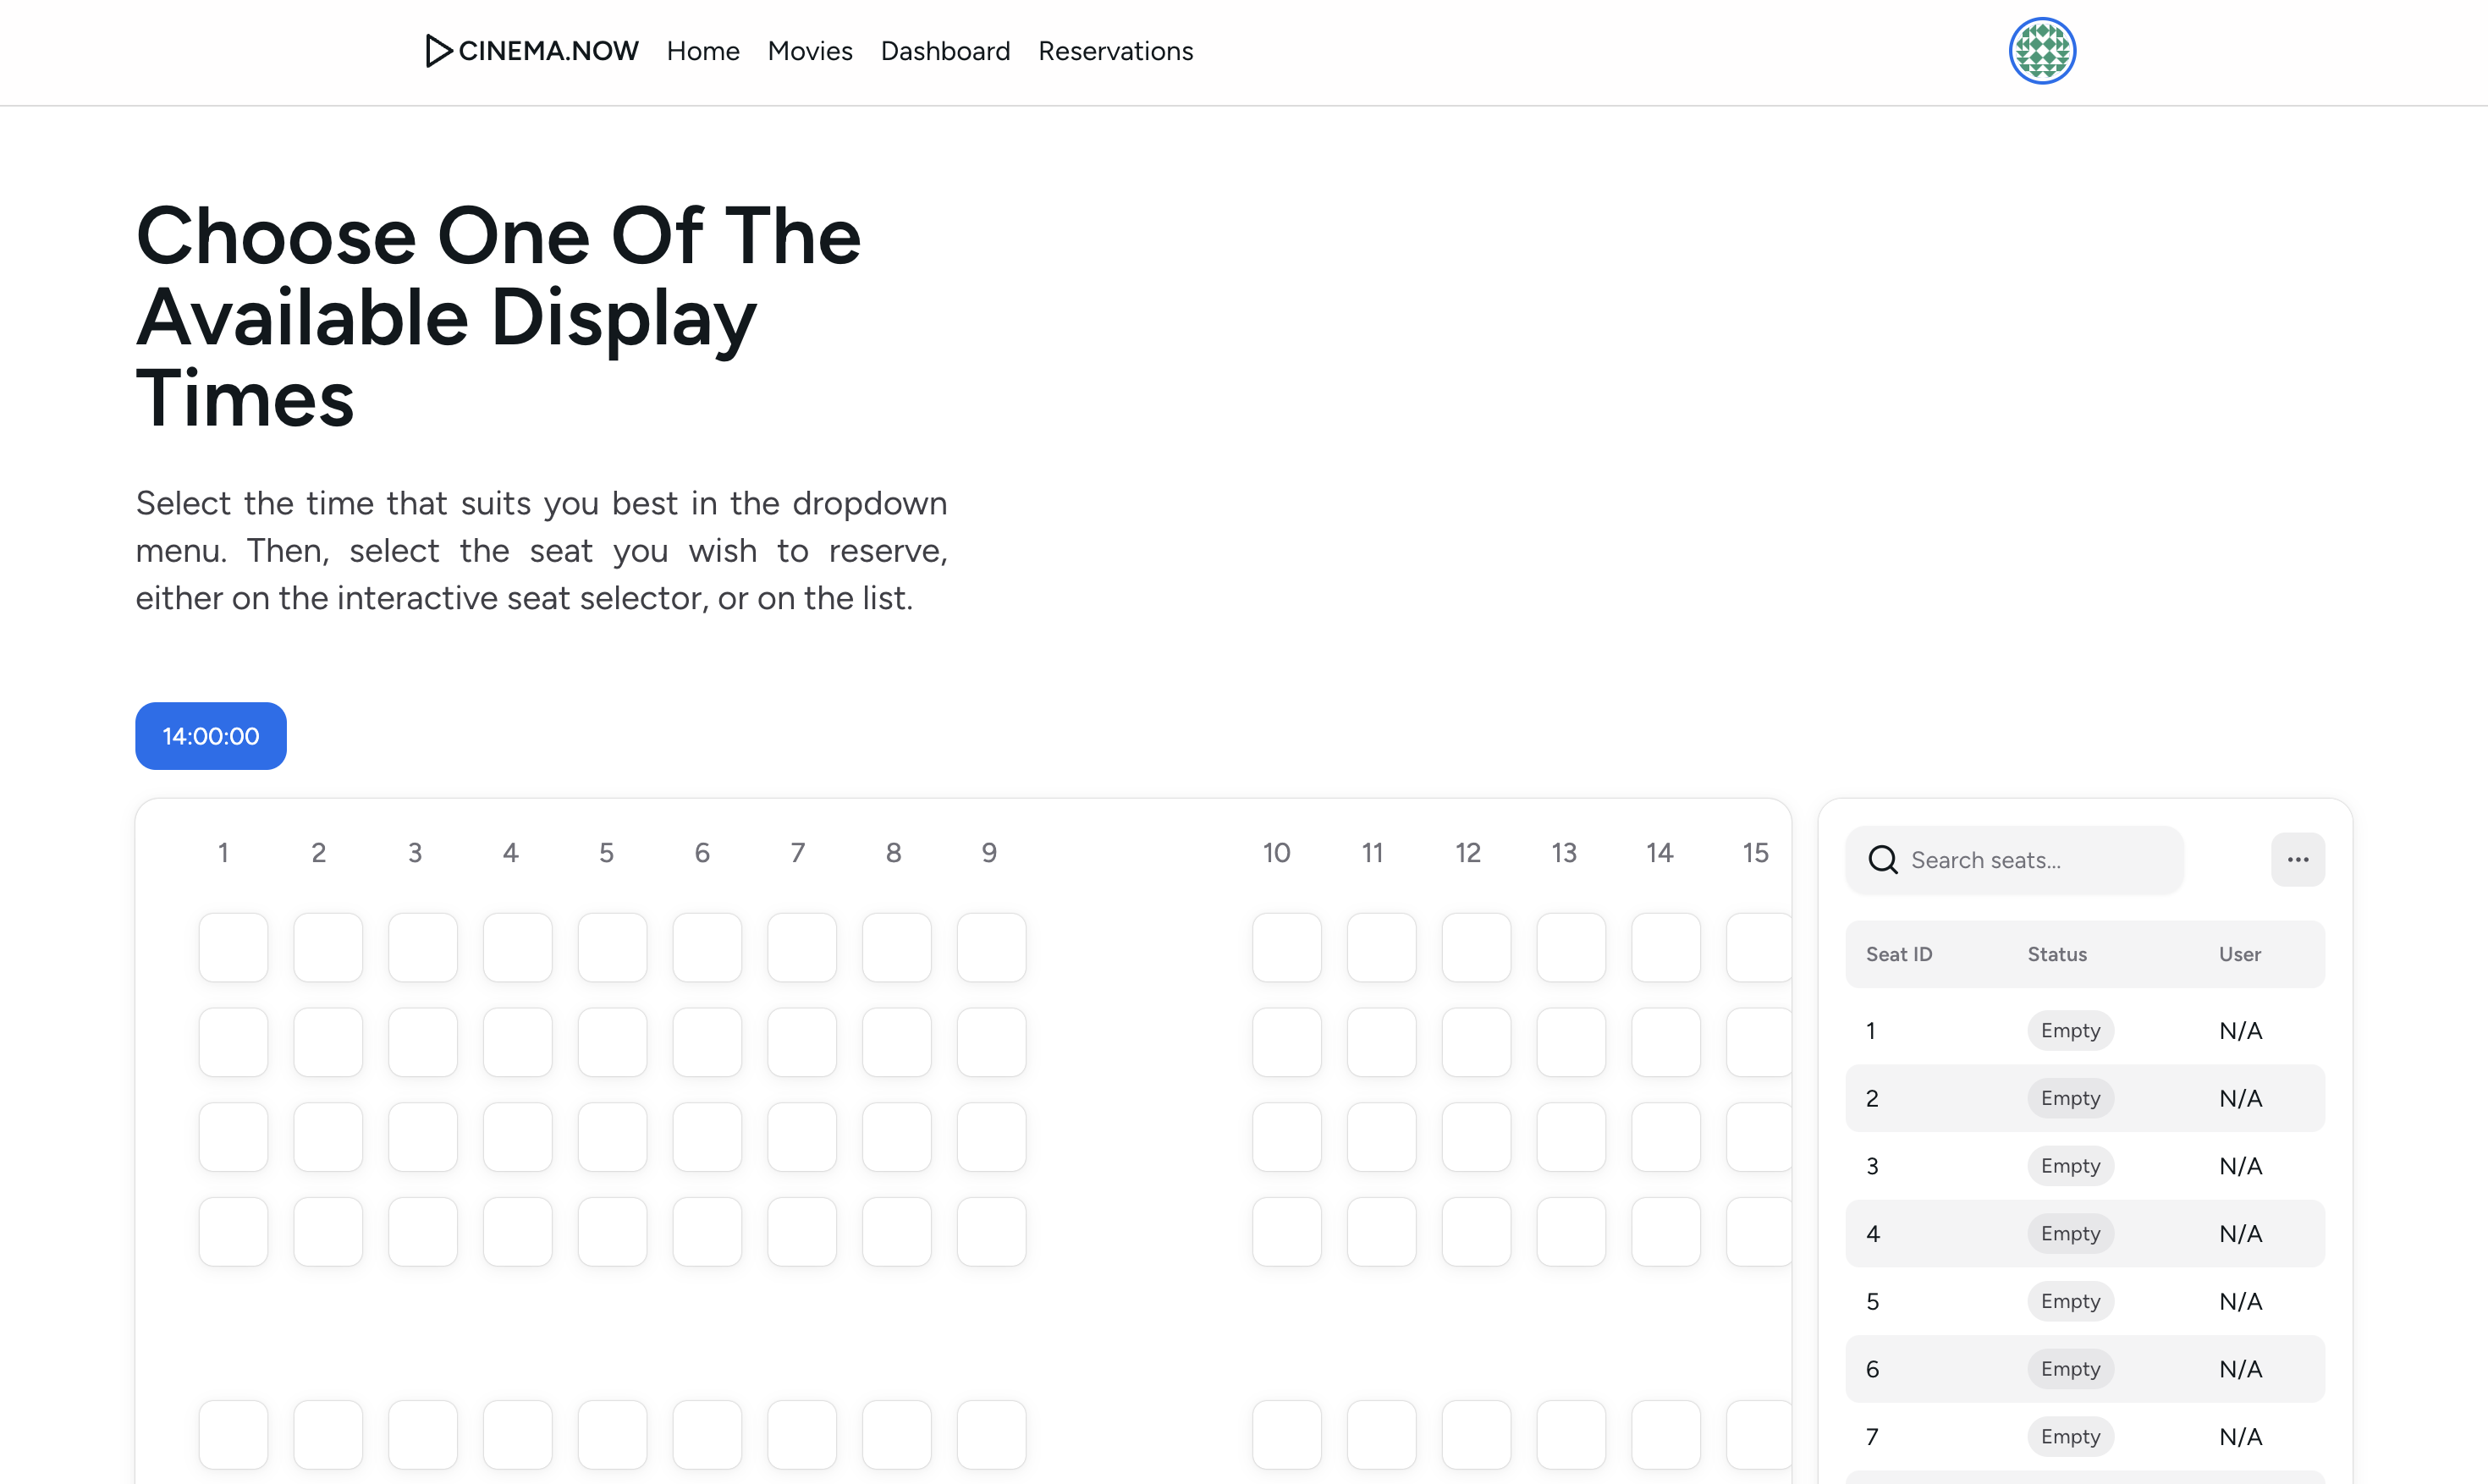 CINEMA.NOW Home Movies Dashboard Reservations
Choose One Of The
Available Display
Times
Select the time that suits you best in the dropdown
menu. Then, select the seat you wish to reserve,
either on the interactive seat selector, or on the list.
14:00:00
1 2 3 4 5 6 7 8 9 10 11 12 13 14 15
Search seats...
Seat ID Status User
1 Empty N/A
2 Empty N/A
3 Empty N/A
4 Empty N/A
5 Empty N/A
6 Empty N/A
7 Empty N/A